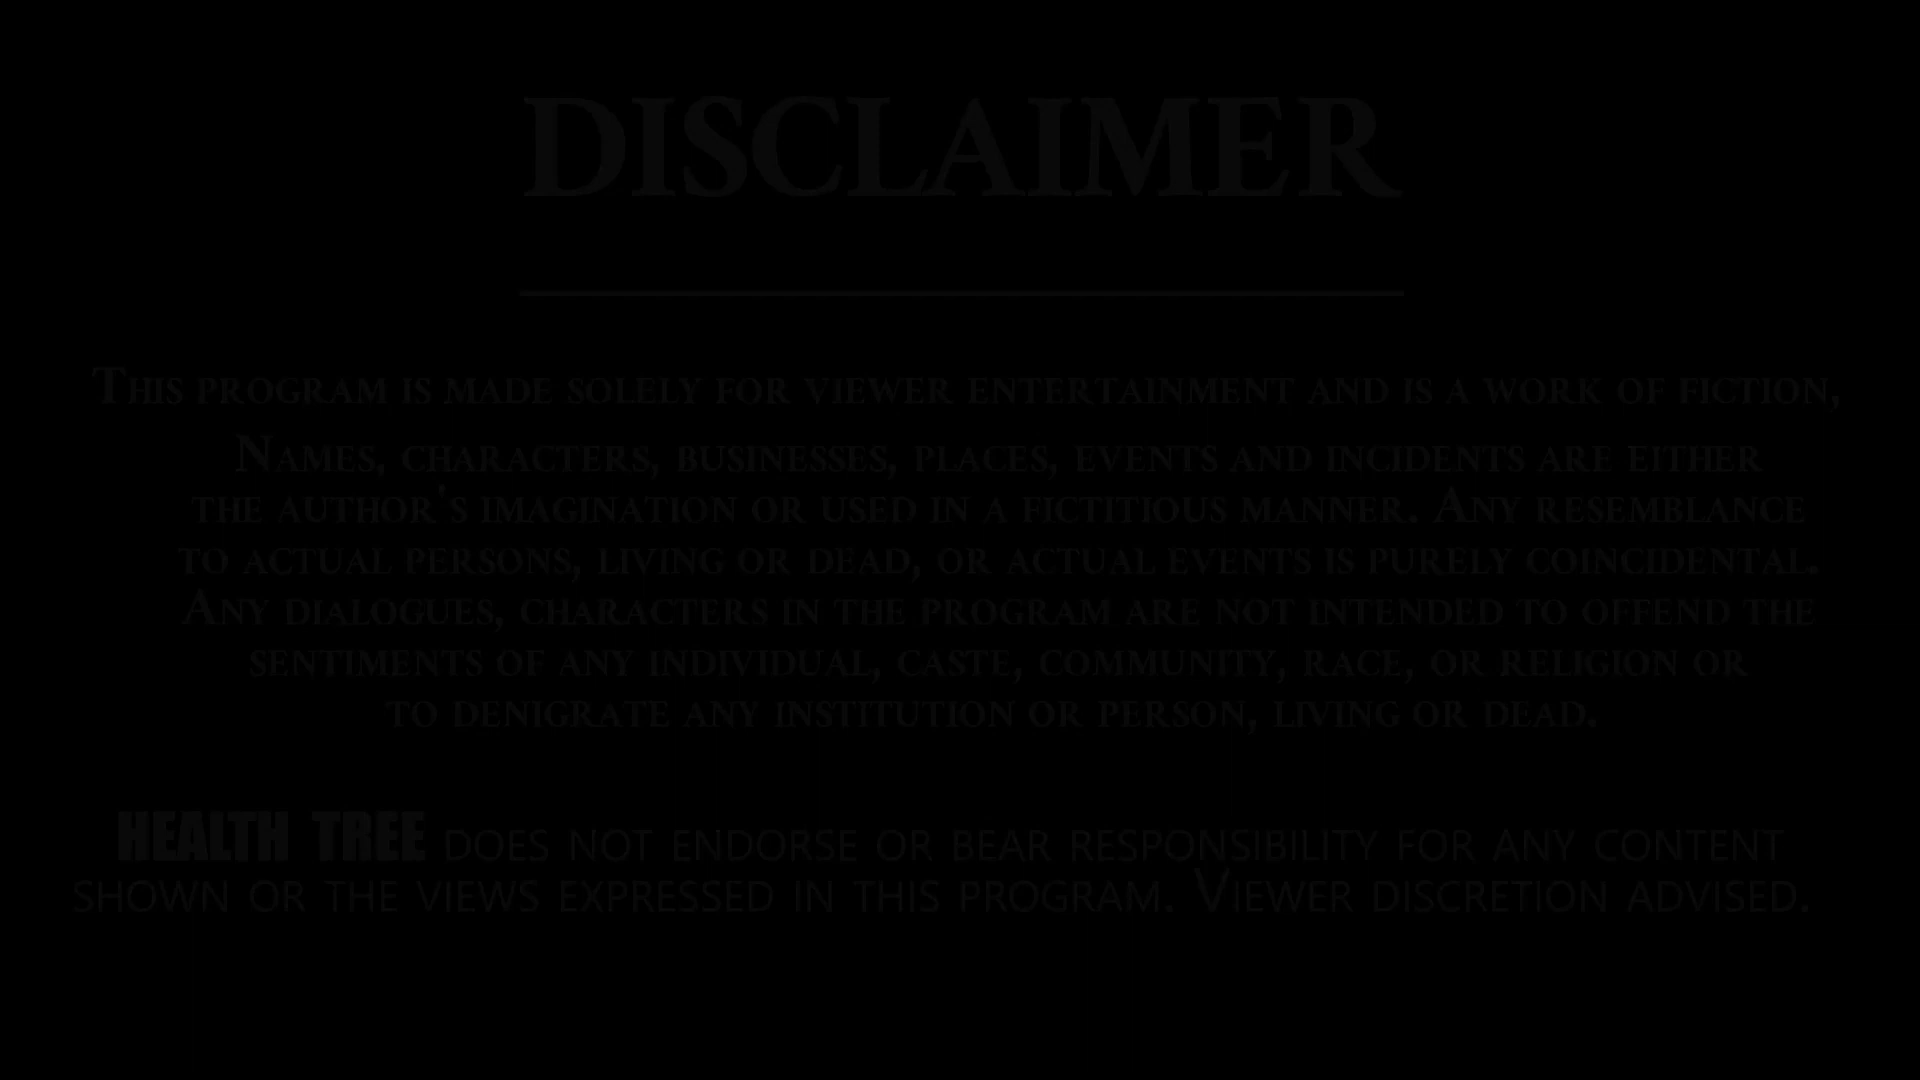 DISCLAIMER
This program is made solely for viewer entertainment and is a work of fiction,
Names, characters, businesses, places, events and incidents are either
the author's imagination or used in a fictitious manner. Any resemblance
to actual persons, living or dead, or actual events is purely coincidental.
Any dialogues, characters in the program are not intended to offend the
sentiments of any individual, caste, community, race, or religion or
to denigrate any institution or person, living or dead.
HEALTH TREE does not endorse or bear responsibility for any content
shown or the views expressed in this program. Viewer discretion advised.